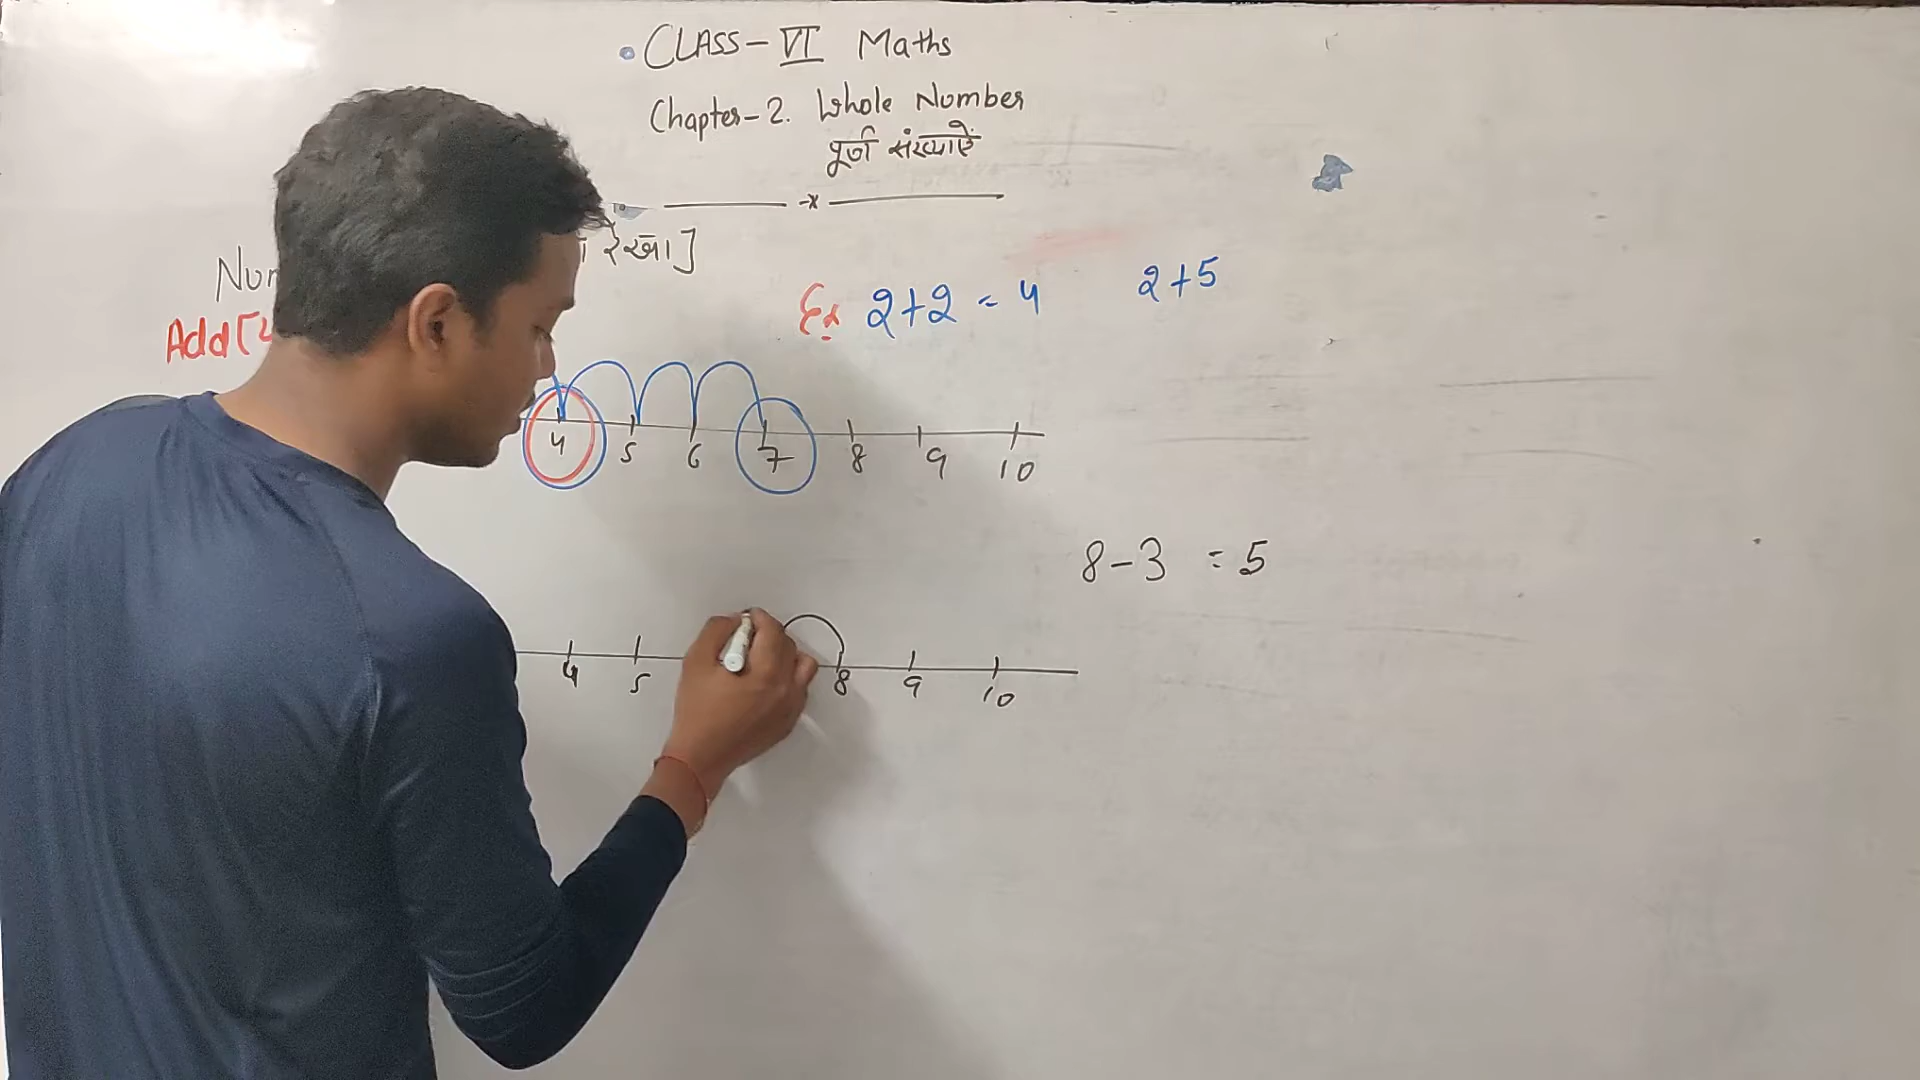 CLASS-VI Maths
Chapter-2. Whole Number
पूर्ण संख्याएँ
रेखा]
Ex 2+2 = 4 2+5
Add[
4 5 6 7 8 9 10
8-3 = 5
4 5 8 9 10